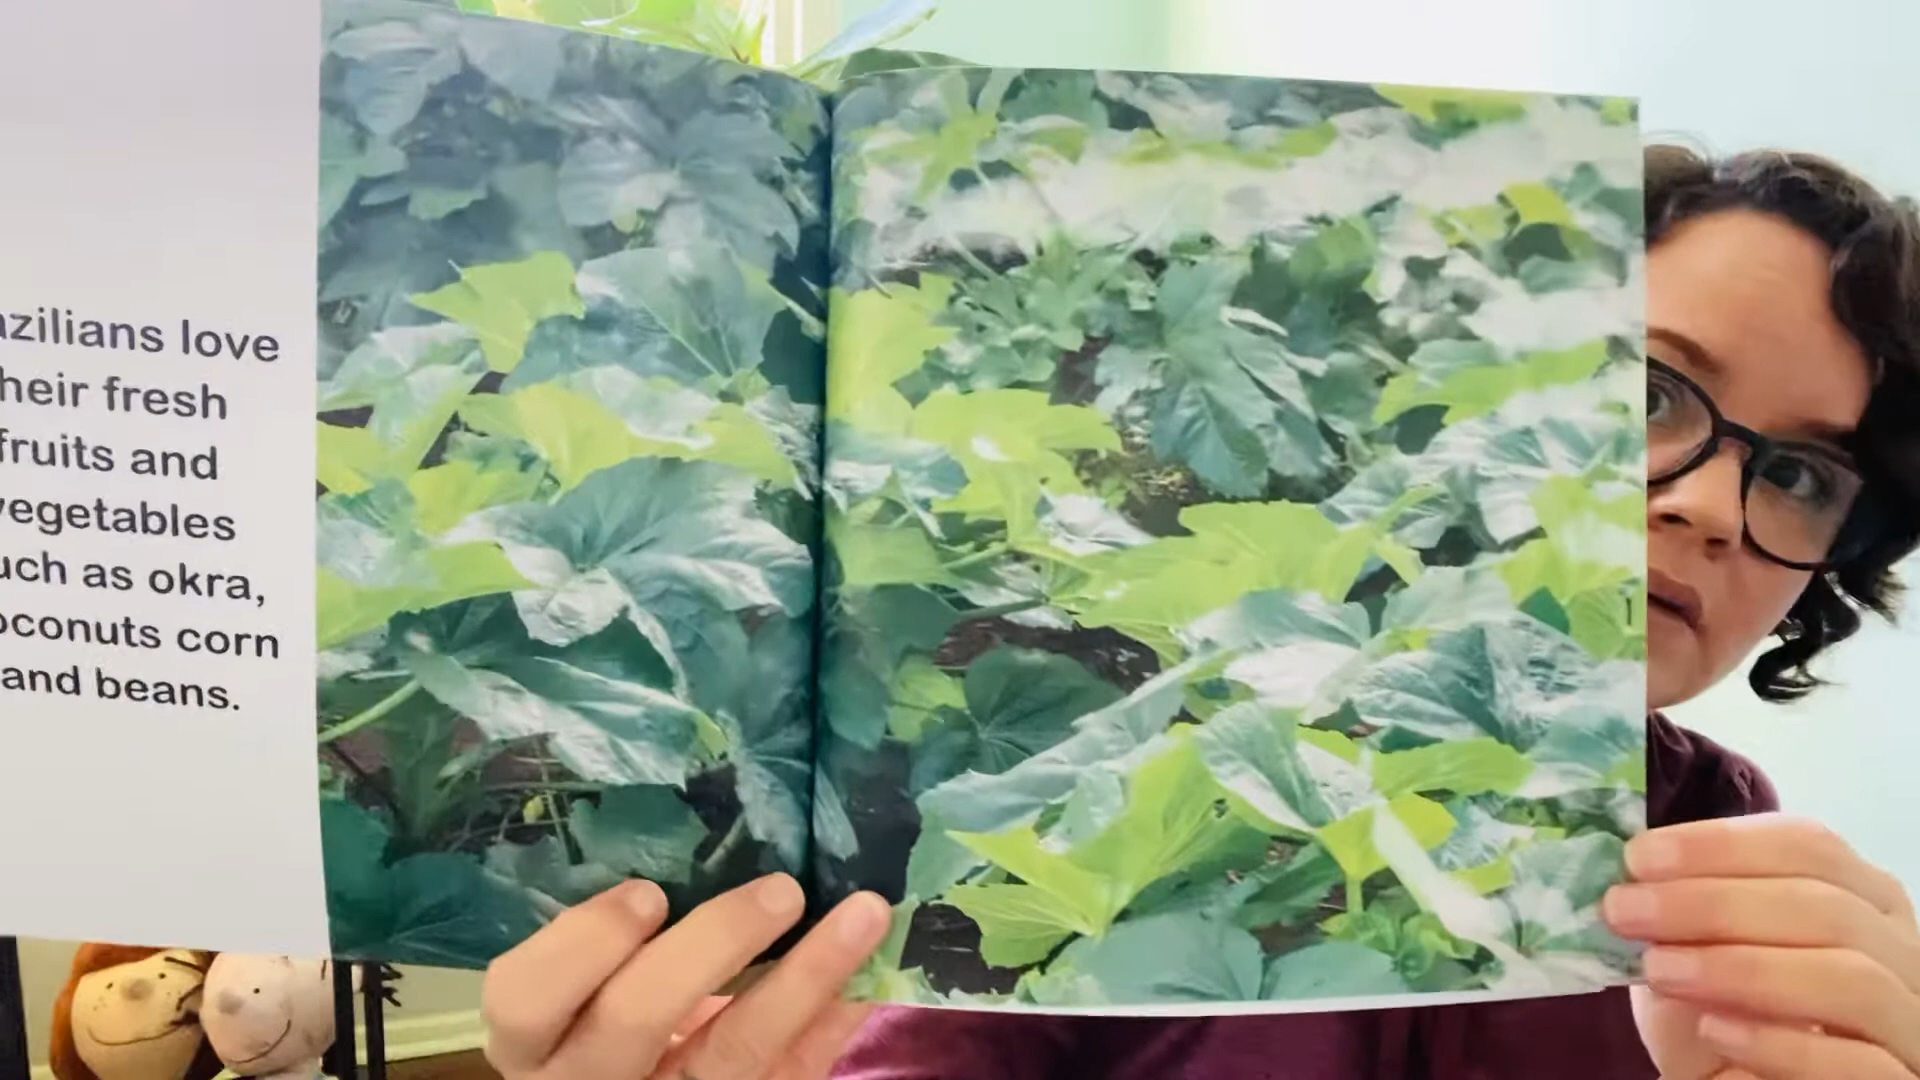 azilians love
heir fresh
fruits and
vegetables
uch as okra,
oconuts corn
and beans.